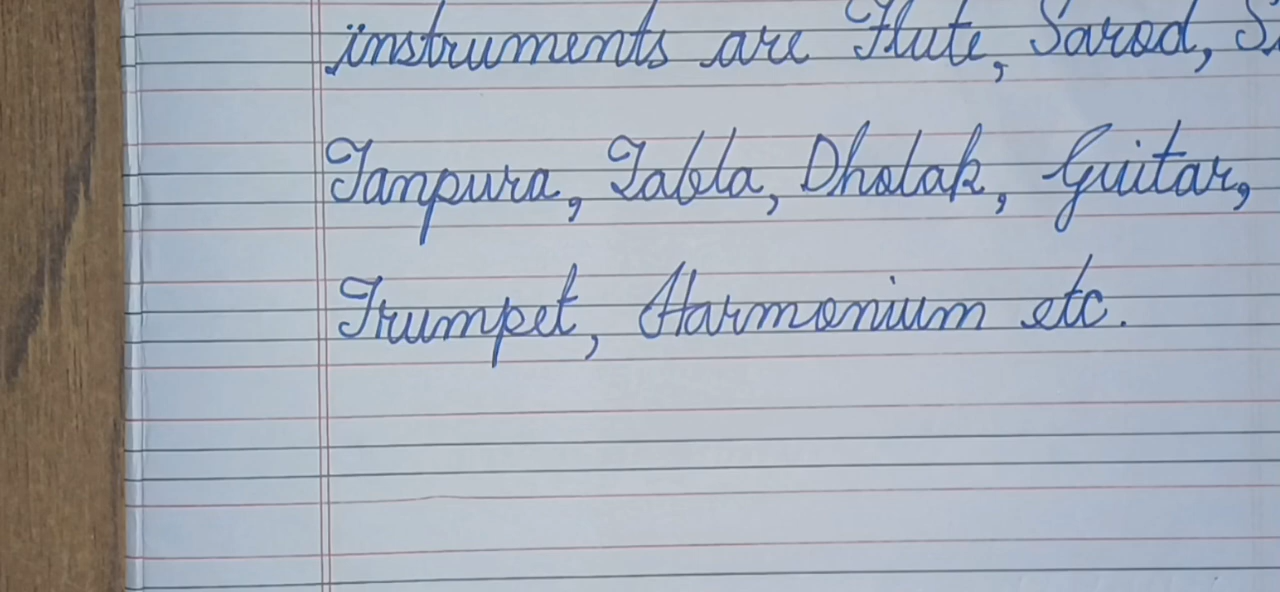 instruments are Flute, Sarod,
Tanpura, Tabla, Dholak, Guitar,
Trumpet, Harmonium etc.